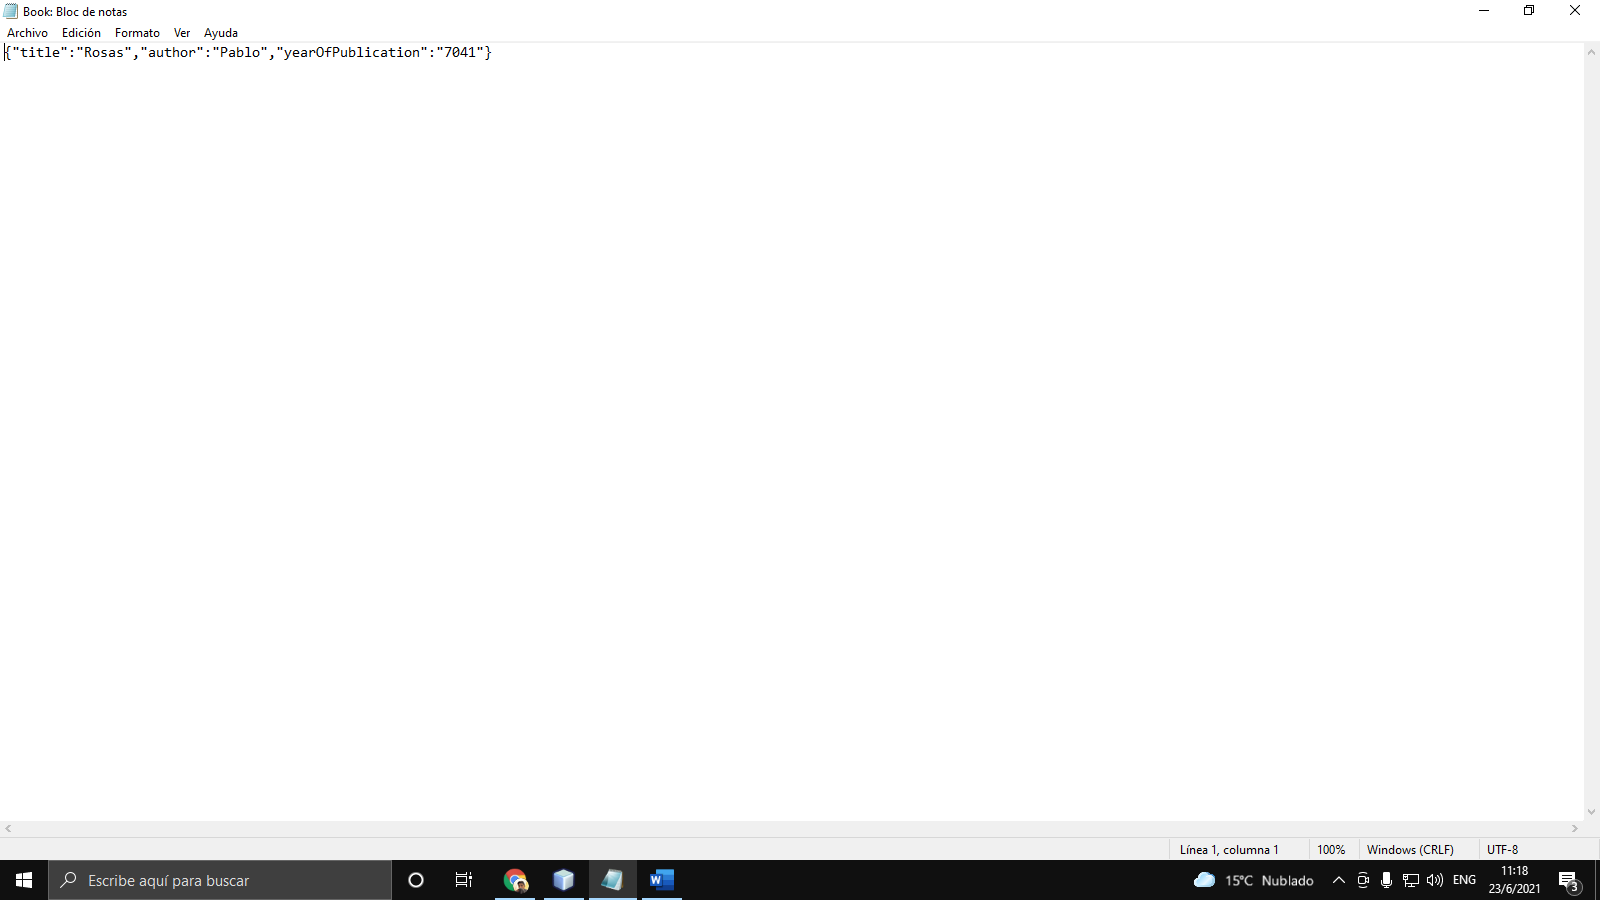 Book: Bloc de notas
Archivo Edición Formato Ver Ayuda
{"title":"Rosas","author":"Pablo","yearOfPublication":"7041"}
Línea 1, columna 1 100% Windows (CRLF) UTF-8
Escribe aquí para buscar
W
15°C Nublado
ENG
11:18
23/6/2021
3